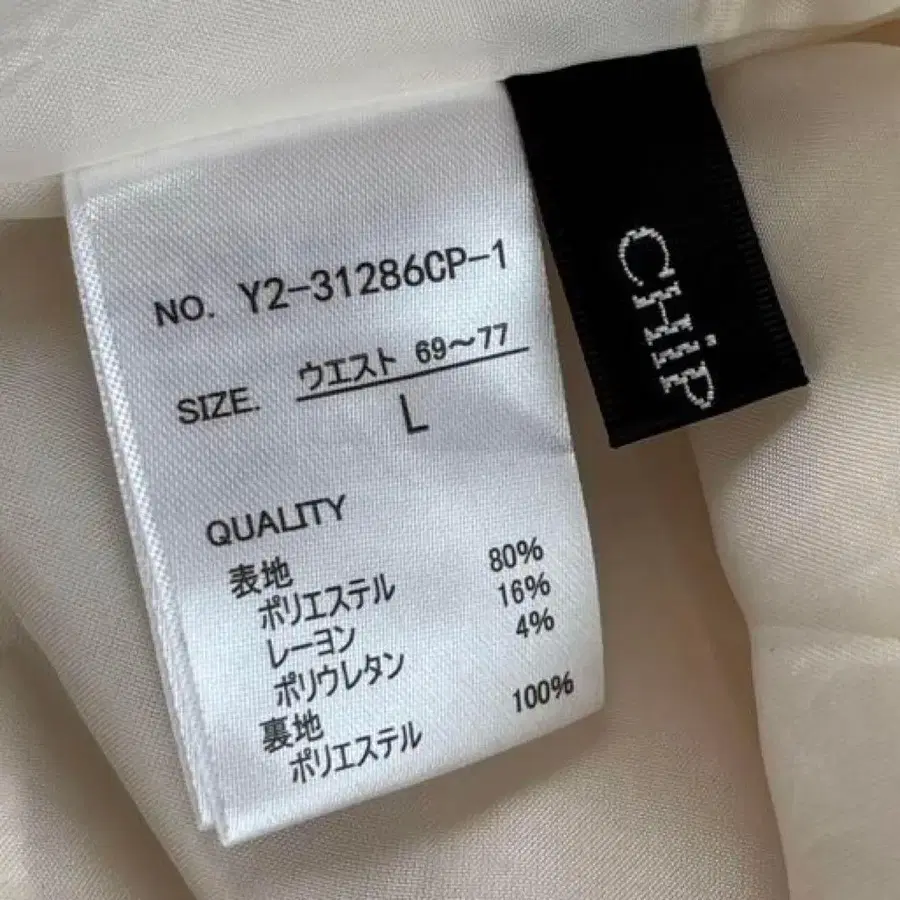 NO. Y2-31286CP-1
SIZE. ウエスト 69～77
L
QUALITY
表地
ポリエステル 80%
レーヨン 16%
ポリウレタン 4%
裏地
ポリエステル 100%
CHiP